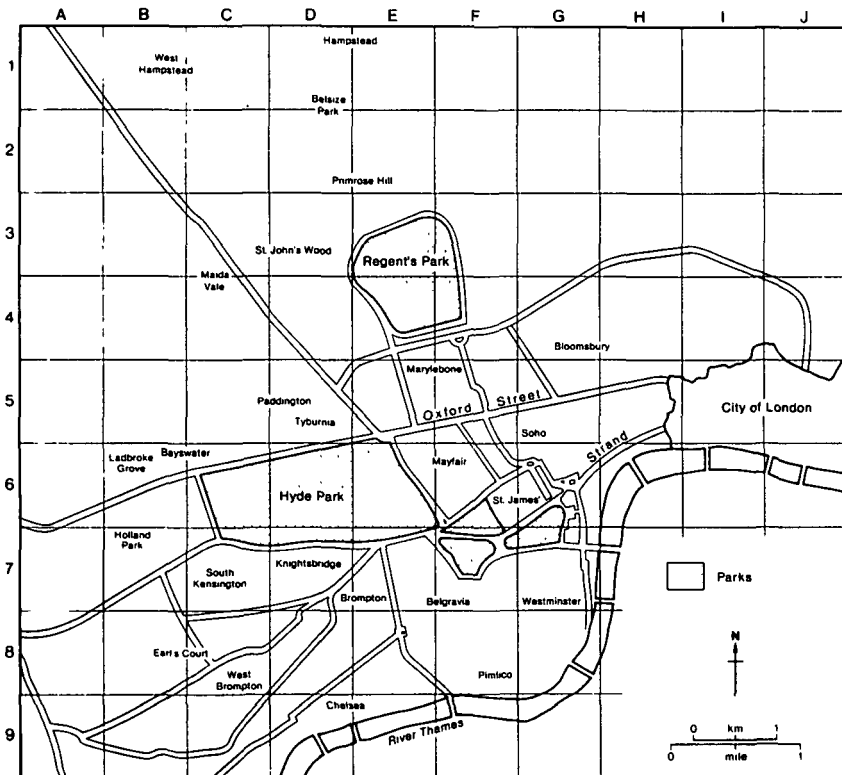 A B C D E F G H I J
1
2
3
4
5
6
7
8
9
West
Hampstead
Hampstead
Belsize
Park
Primrose Hill
St. John's Wood
Regent's Park
Maida
Vale
Bloomsbury
Marylebone
Paddington
Oxford Street
City of London
Tyburnia
Soho
Strand
Ladbroke
Grove
Bayswater
Mayfair
Hyde Park
St. James'
Holland
Park
South
Kensington
Knightsbridge
Brompton
Belgravia
Westminster
Parks
Earl's Court
West
Brompton
Pimlico
N
Chelsea
River Thames
0 km 1
0 mile 1